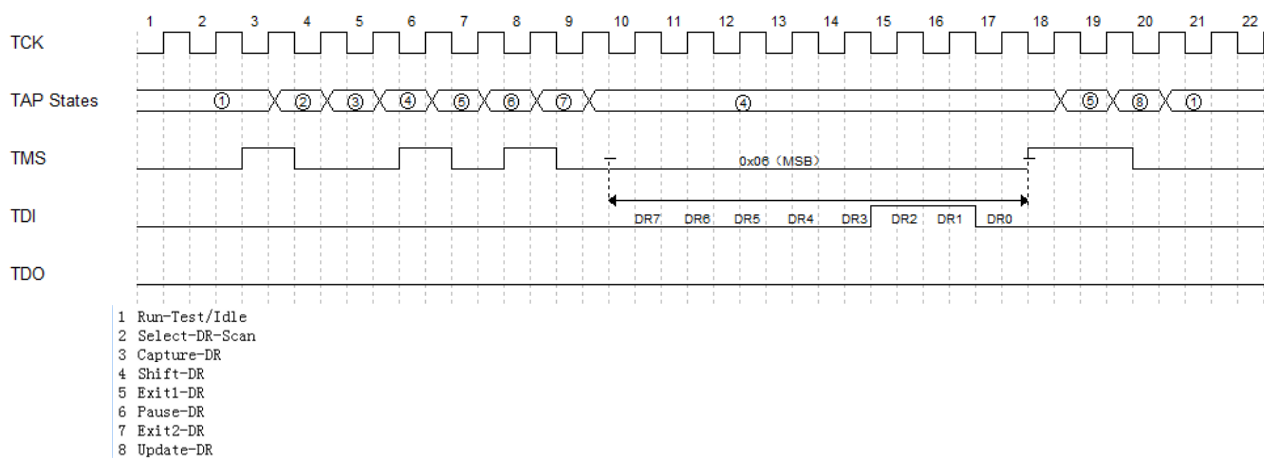 1 2 3 4 5 6 7 8 9 10 11 12 13 14 15 16 17 18 19 20 21 22
TCK
TAP States ① ② ③ ④ ⑤ ⑥ ⑦ ④ ⑤ ⑧ ①
TMS 0x06（MSB）
TDI DR7 DR6 DR5 DR4 DR3 DR2 DR1 DR0
TDO
1 Run-Test/Idle
2 Select-DR-Scan
3 Capture-DR
4 Shift-DR
5 Exit1-DR
6 Pause-DR
7 Exit2-DR
8 Update-DR